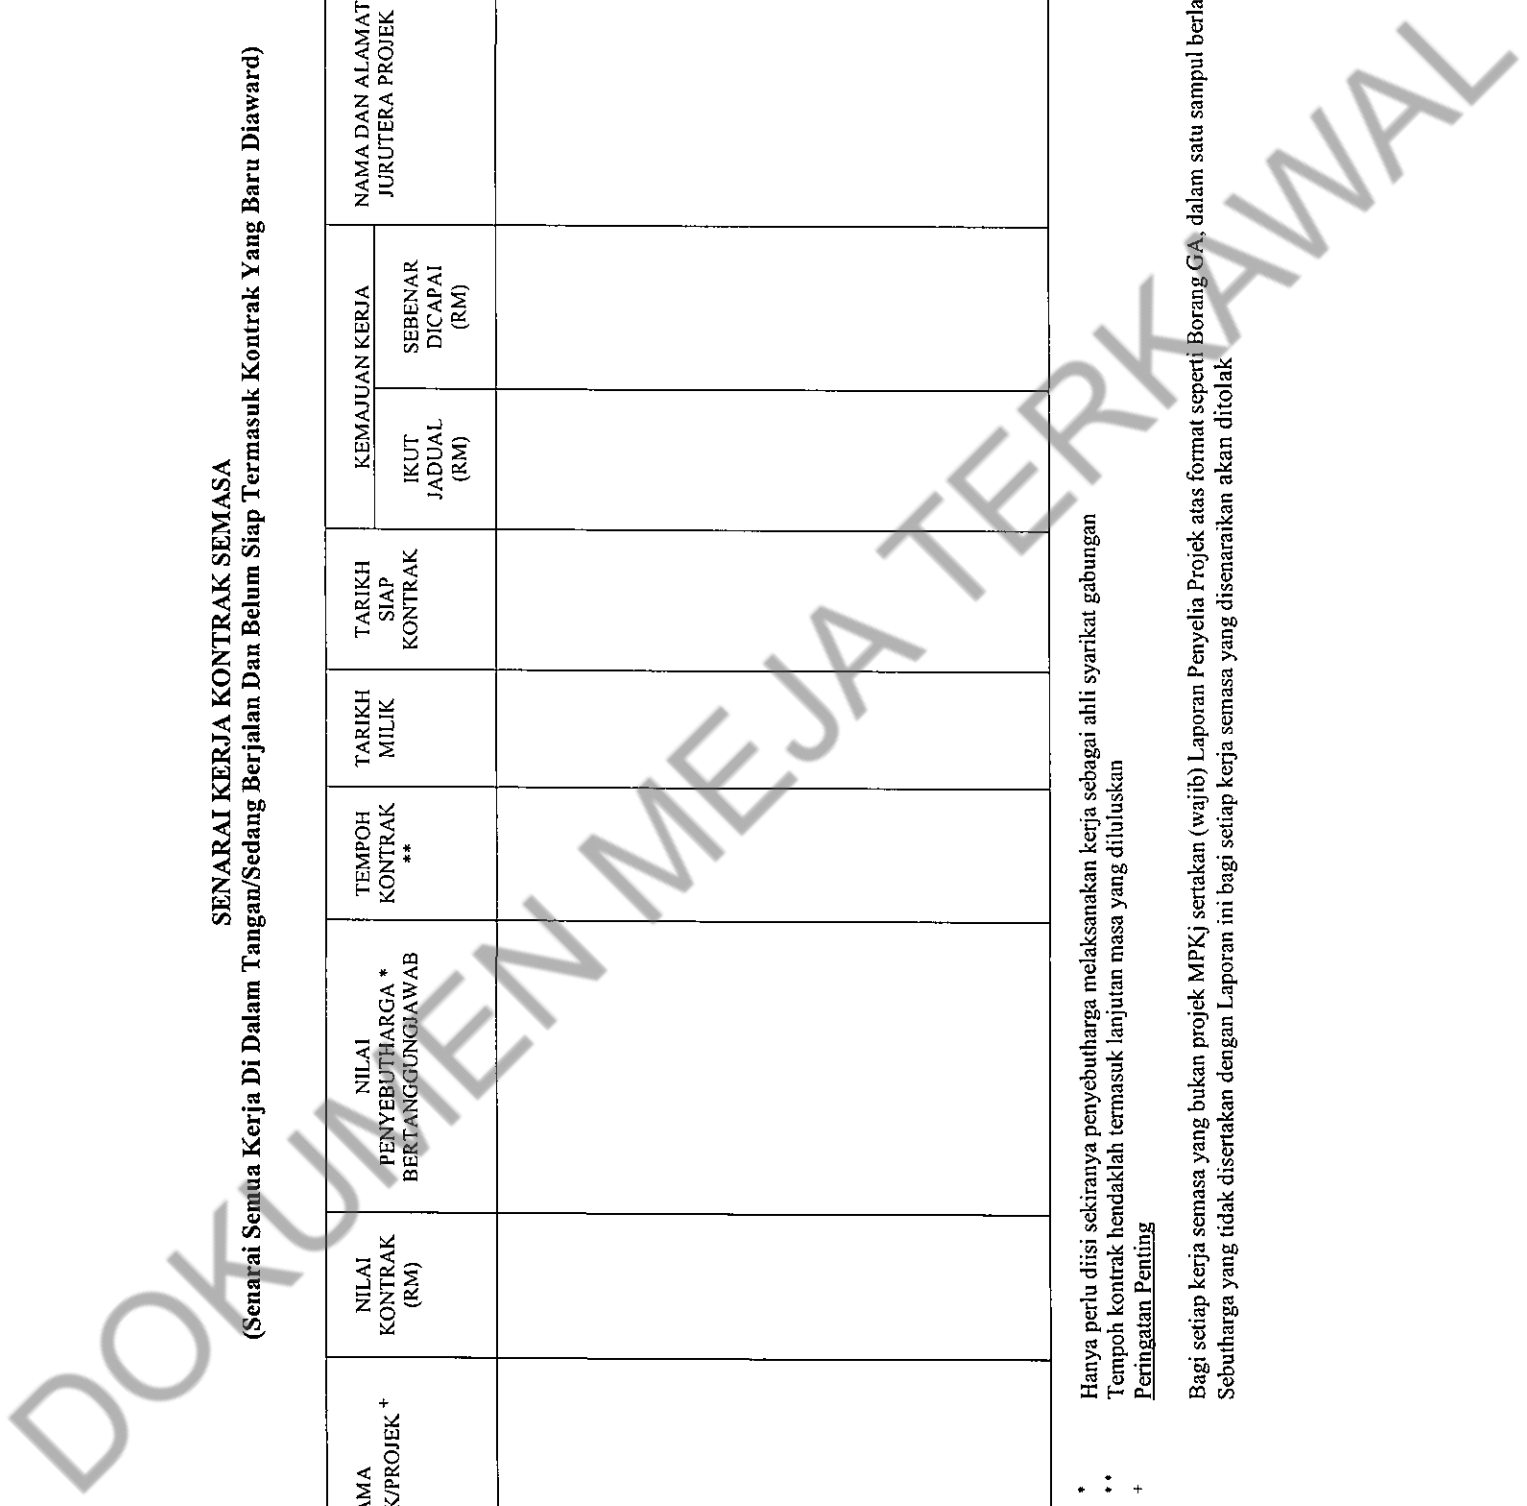 SENARAI KERJA KONTRAK SEMASA
(Senarai Semua Kerja Di Dalam Tangan/Sedang Berjalan Dan Belum Siap Termasuk Kontrak Yang Baru Diaward)
/PROJEK +
NILAI
KONTRAK
(RM)
NILAI
PENYEBUTHARGA *
BERTANGGUNGJAWAB
TEMPOH
KONTRAK
**
TARIKH
MILIK
TARIKH
SIAP
KONTRAK
KEMAJUAN KERJA
IKUT
JADUAL
(RM)
SEBENAR
DICAPAI
(RM)
NAMA DAN ALAMAT
JURUTERA PROJEK
* Hanya perlu diisi sekiranya penyebutharga melaksanakan kerja sebagai ahli syarikat gabungan
** Tempoh kontrak hendaklah termasuk lanjutan masa yang diluluskan
+ Peringatan Penting
Bagi setiap kerja semasa yang bukan projek MPKj sertakan (wajib) Laporan Penyelia Projek atas format seperti Borang GA, dalam satu sampul
Sebutharga yang tidak disertakan dengan Laporan ini bagi setiap kerja semasa yang disenaraikan akan ditolak
DOKUMEN MEJA TERKAWAL